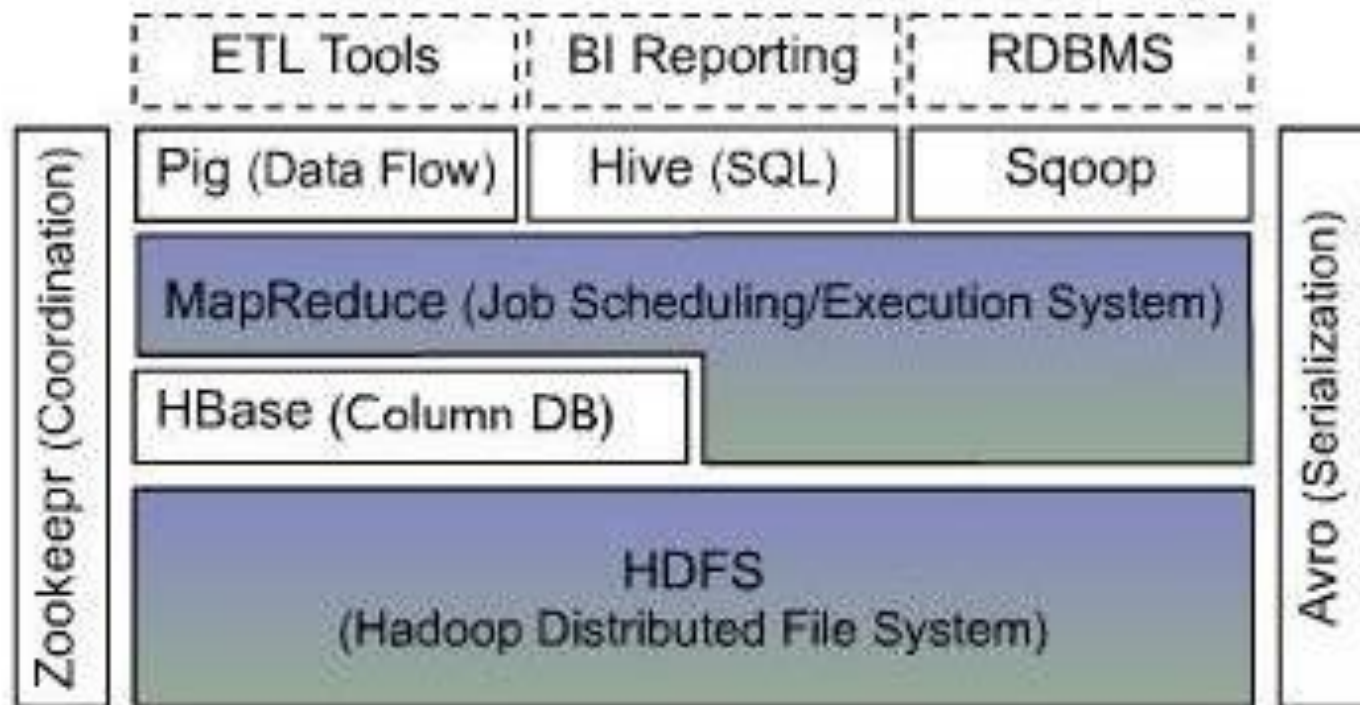 ETL Tools
BI Reporting
RDBMS
Zookeepr (Coordination)
Pig (Data Flow)
Hive (SQL)
Sqoop
Avro (Serialization)
MapReduce (Job Scheduling/Execution System)
HBase (Column DB)
HDFS
(Hadoop Distributed File System)